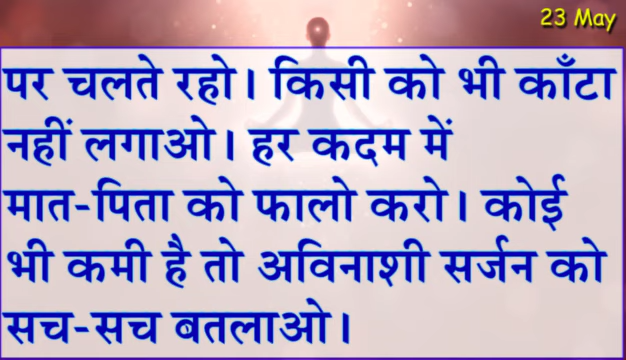 23 May
पर चलते रहो। किसी को भी काँटा
नहीं लगाओ। हर कदम में
मात-पिता को फालो करो। कोई
भी कमी है तो अविनाशी सर्जन को
सच-सच बतलाओ।